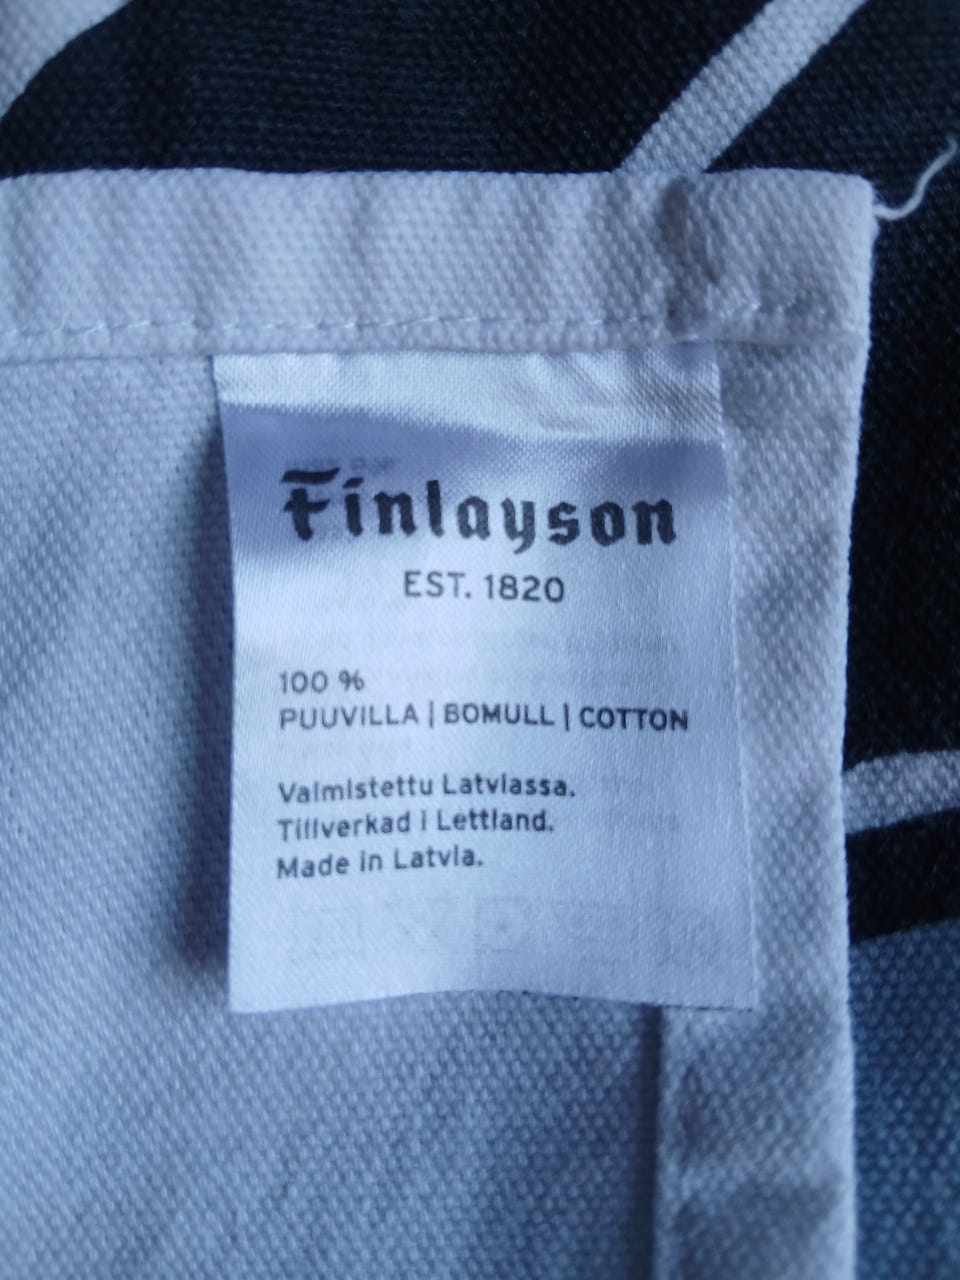 Finlayson
EST. 1820
100 %
PUUVILLA | BOMULL | COTTON
Valmistettu Latviassa.
Tillverkad i Lettland.
Made in Latvia.